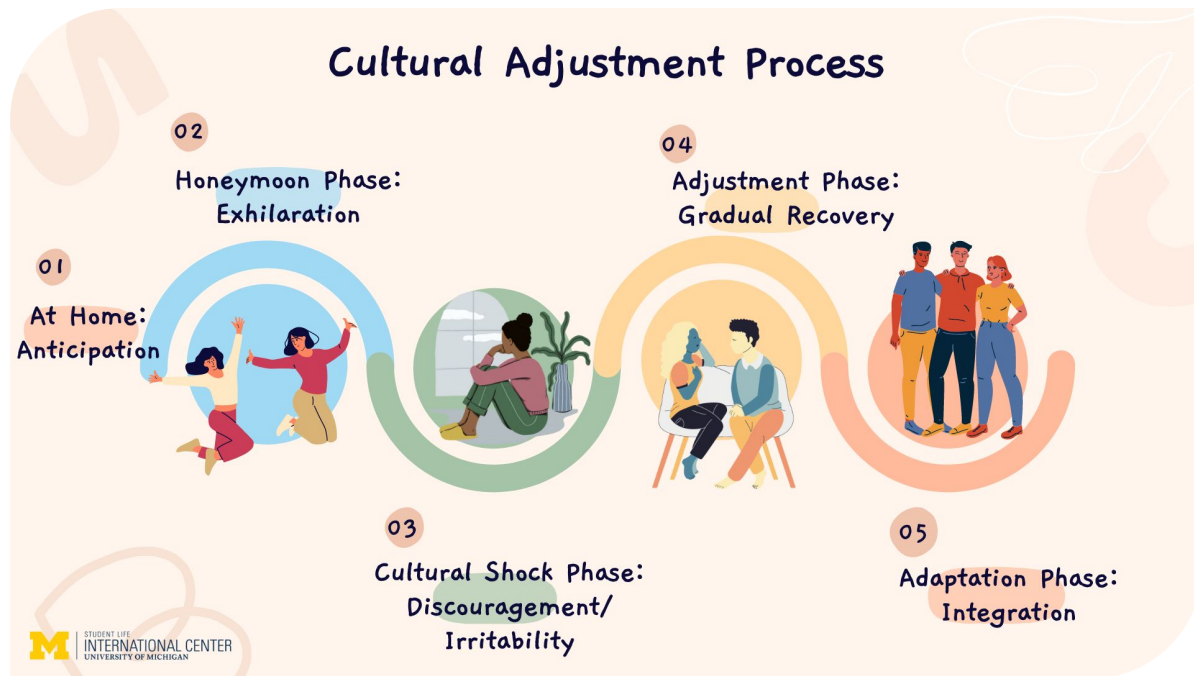 Cultural Adjustment Process
01
At Home:
Anticipation
02
Honeymoon Phase:
Exhilaration
03
Cultural Shock Phase:
Discouragement/
Irritability
04
Adjustment Phase:
Gradual Recovery
05
Adaptation Phase:
Integration
M
STUDENT LIFE
INTERNATIONAL CENTER
UNIVERSITY OF MICHIGAN